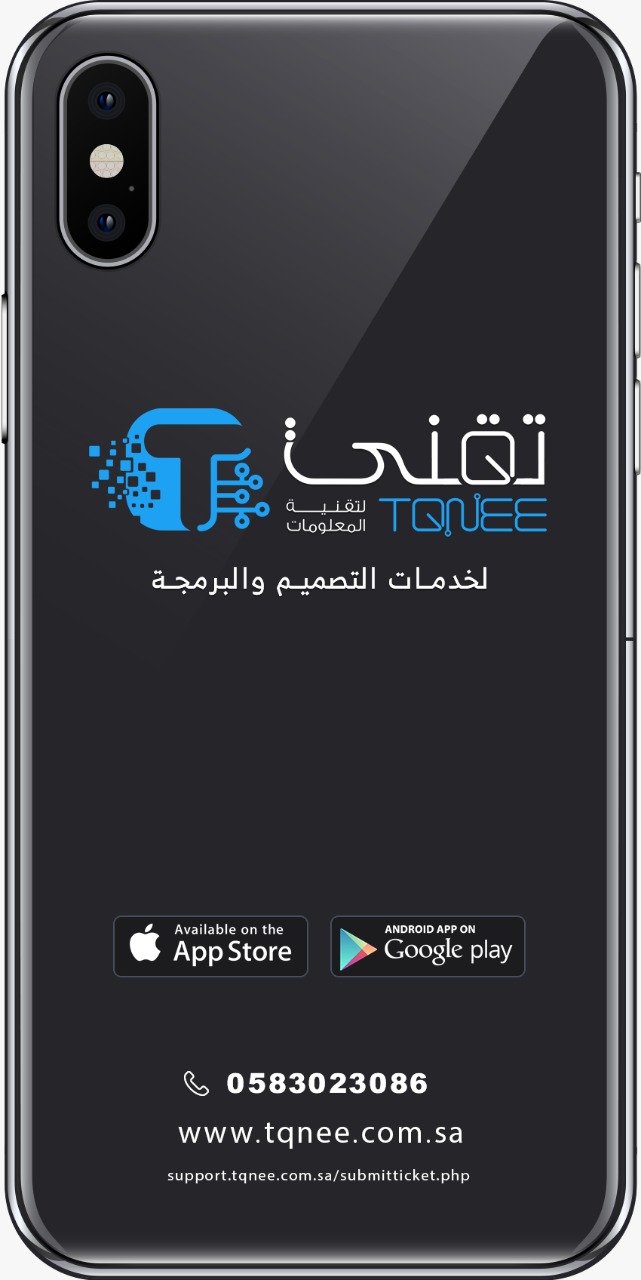 تقني
TQNEE
لتقنية
المعلومات
لخدمات التصميم والبرمجة
Available on the
App Store
ANDROID APP ON
Google play
0583023086
www.tqnee.com.sa
support.tqnee.com.sa/submitticket.php